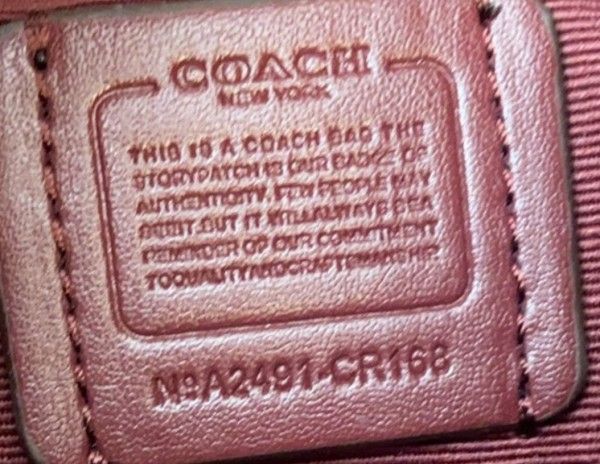 COACH
NEW YORK
THIS IS A COACH BAG THE
STORYPATCH IS OUR BADGE OF
AUTHENTICITY. FEW PEOPLE MAY
SEE IT. BUT IT WILL ALWAYS BE A
REMINDER OF OUR COMMITMENT
TO QUALITY AND CRAFTSMANSHIP
NºA2491-CR168